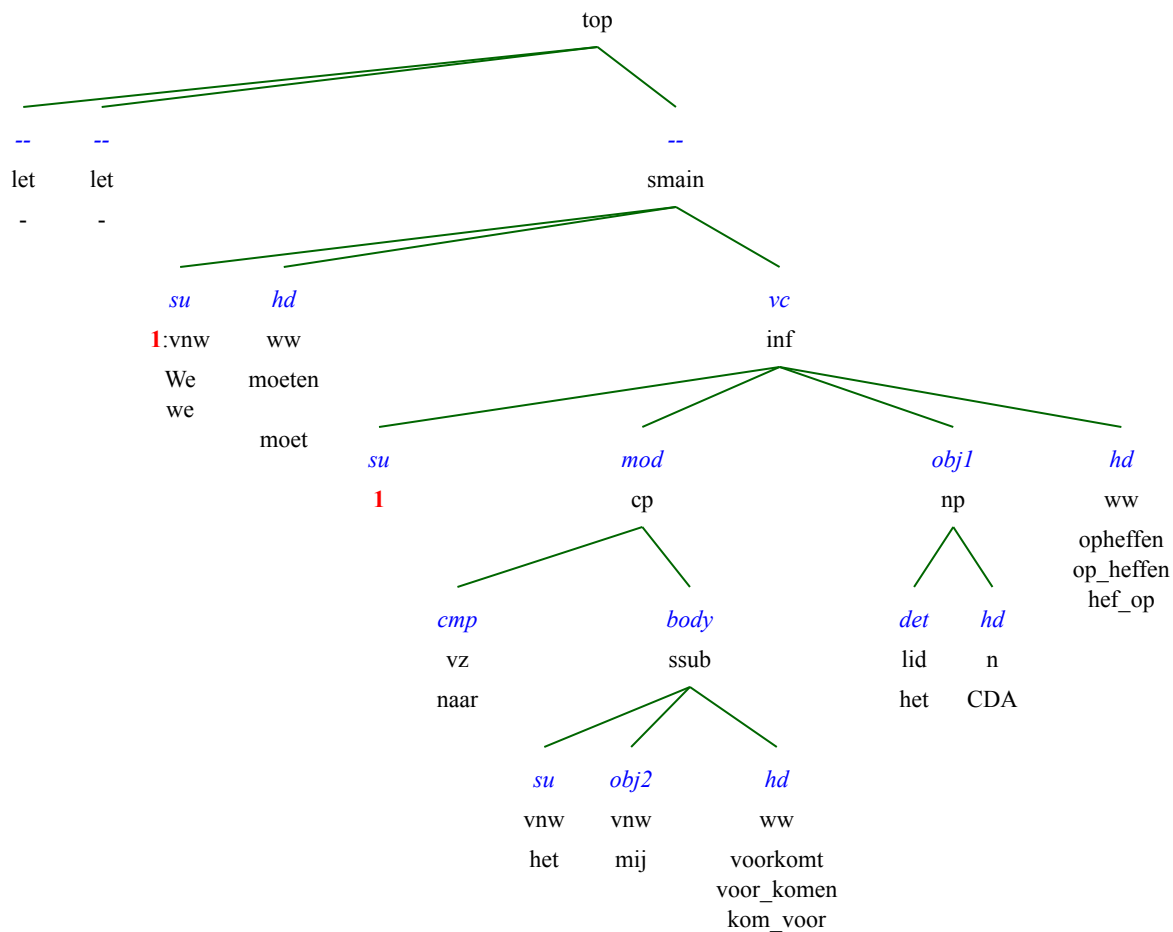 top
-- -- --
let let smain
- -
su hd vc
1:vnw ww inf
We moeten
we
moet
su mod obj1 hd
1 cp np ww
opheffen
op_heffen
hef_op
cmp body det hd
vz ssub lid n
naar het CDA
su obj2 hd
vnw vnw ww
het mij voorkomt
voor_komen
kom_voor